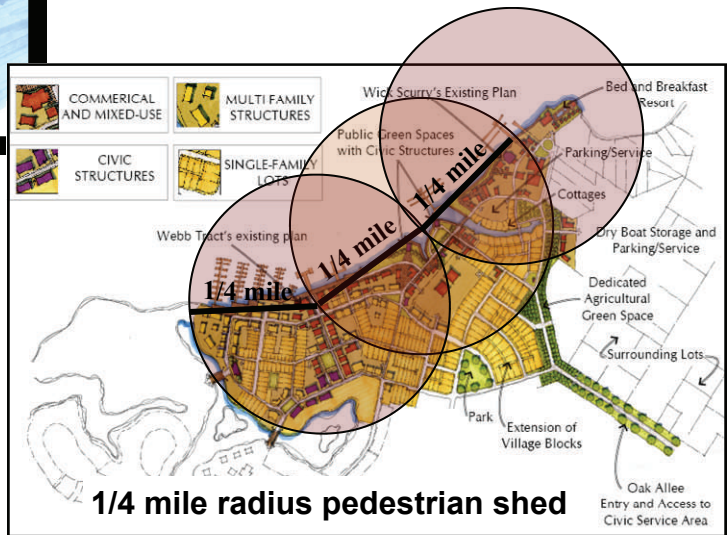 COMMERICAL
AND MIXED-USE
MULTI FAMILY
STRUCTURES
CIVIC
STRUCTURES
SINGLE-FAMILY
LOTS
Wick Scurry's Existing Plan
Public Green Spaces
with Civic Structures
Webb Tract's existing plan
Bed and Breakfast
Resort
Parking/Service
Cottages
Dry Boat Storage and
Parking/Service
Dedicated
Agricultural
Green Space
Surrounding Lots
1/4 mile
1/4 mile
1/4 mile
Park
Extension of
Village Blocks
Oak Allee
Entry and Access to
Civic Service Area
1/4 mile radius pedestrian shed